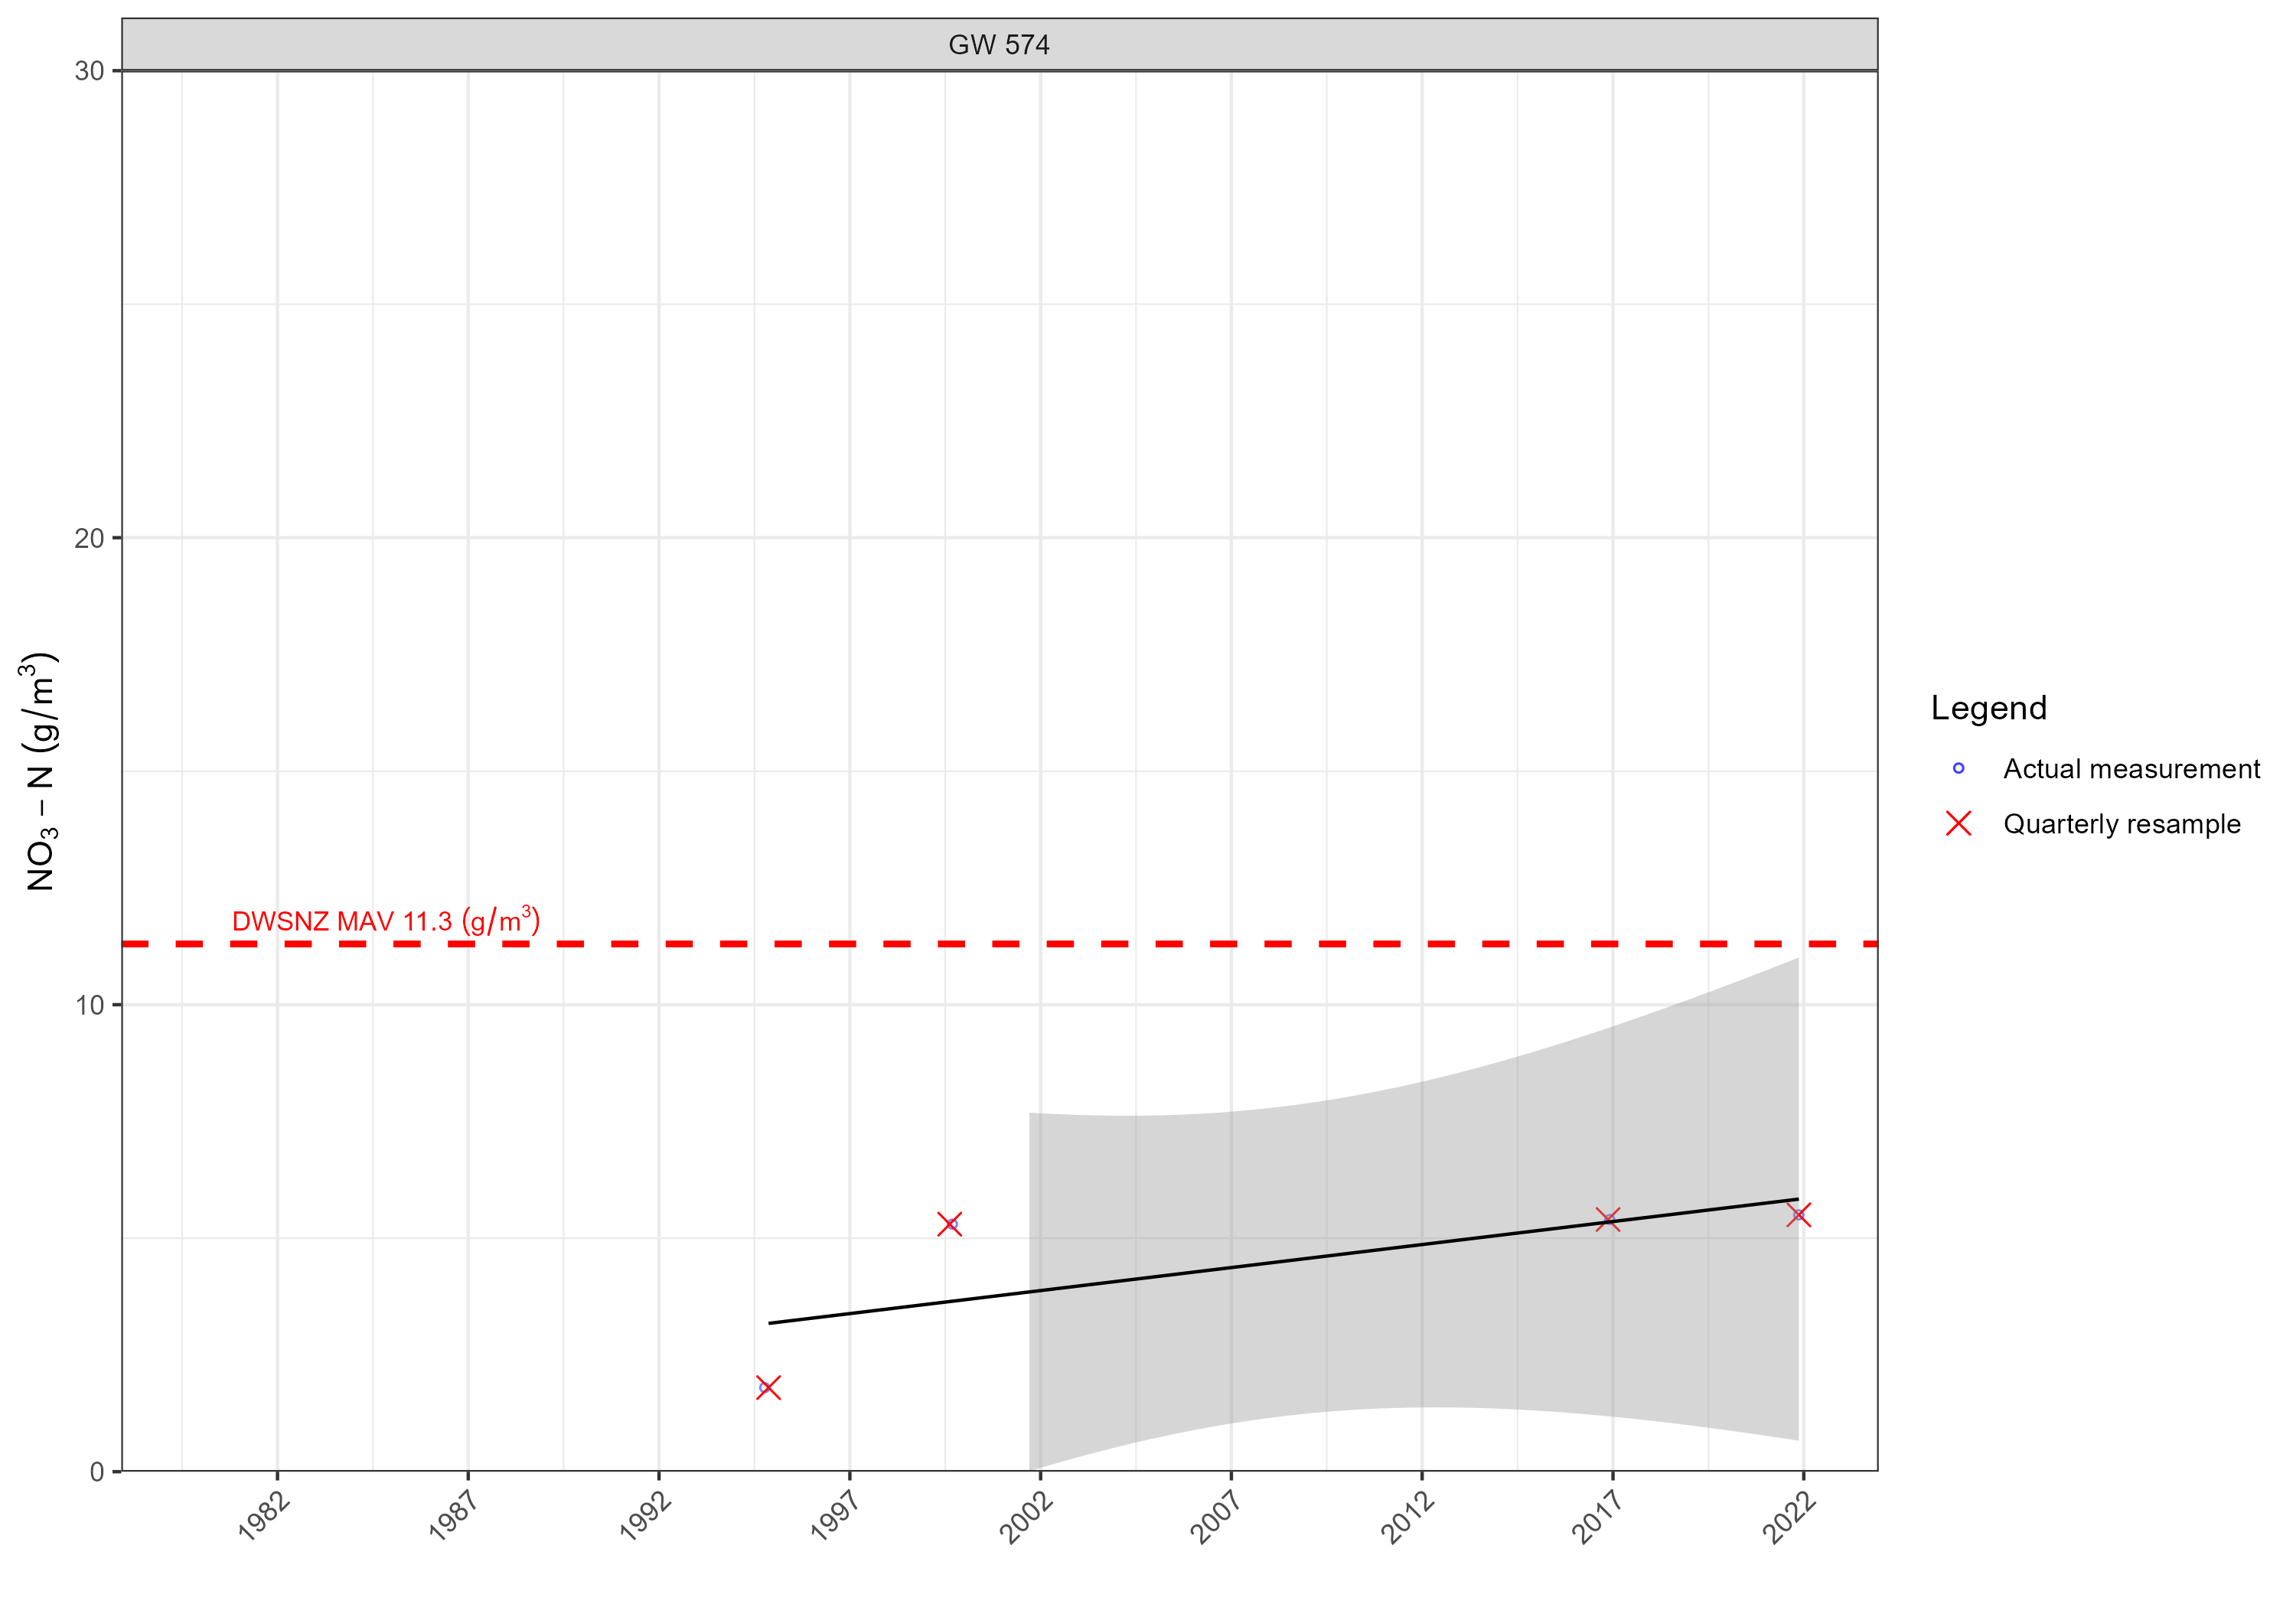 GW 574
30
20
10
0
NO₃ – N (g/m³)
DWSNZ MAV 11.3 (g/m³)
1982
1987
1992
1997
2002
2007
2012
2017
2022
Legend
Actual measurement
Quarterly resample